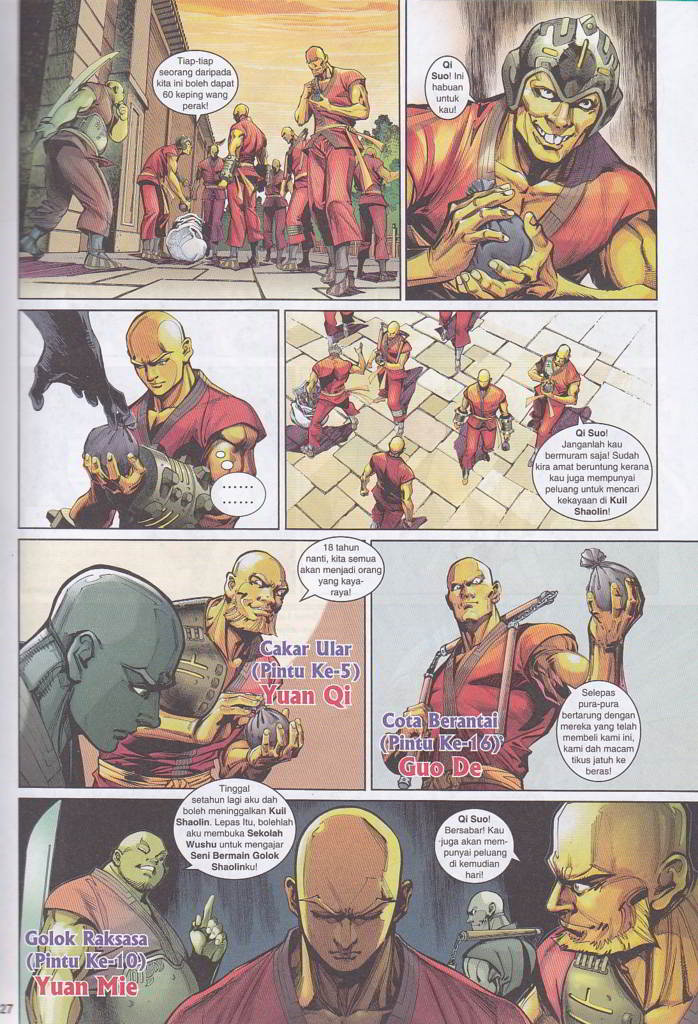 Tiap-tiap
seorang daripada
kita ini boleh dapat
60 keping wang
perak!
Qi
Suo! Ini
habuan
untuk
kau!
......
......
Qi Suo!
Janganlah kau
bermuram saja! Sudah
kira amat beruntung kerana
kau juga mempunyai
peluang untuk mencari
kekayaan di Kuil
Shaolin!
18 tahun
nanti, kita semua
akan menjadi orang
yang kaya-
raya!
Cakar Ular
(Pintu Ke-5)
Yuan Qi
Cota Berantai
(Pintu Ke-16)
Guo De
Selepas
pura-pura
bertarung dengan
mereka yang telah
membeli kami ini,
kami dah macam
tikus jatuh ke
beras!
Tinggal
setahun lagi aku dah
boleh meninggalkan Kuil
Shaolin. Lepas Itu, bolehlah
aku membuka Sekolah
Wushu untuk mengajar
Seni Bermain Golok
Shaolinku!
Golok Raksasa
(Pintu Ke-10)
Yuan Mie
Qi Suo!
Bersabar! Kau
juga akan mem-
punyai peluang
di kemudian
hari!
27